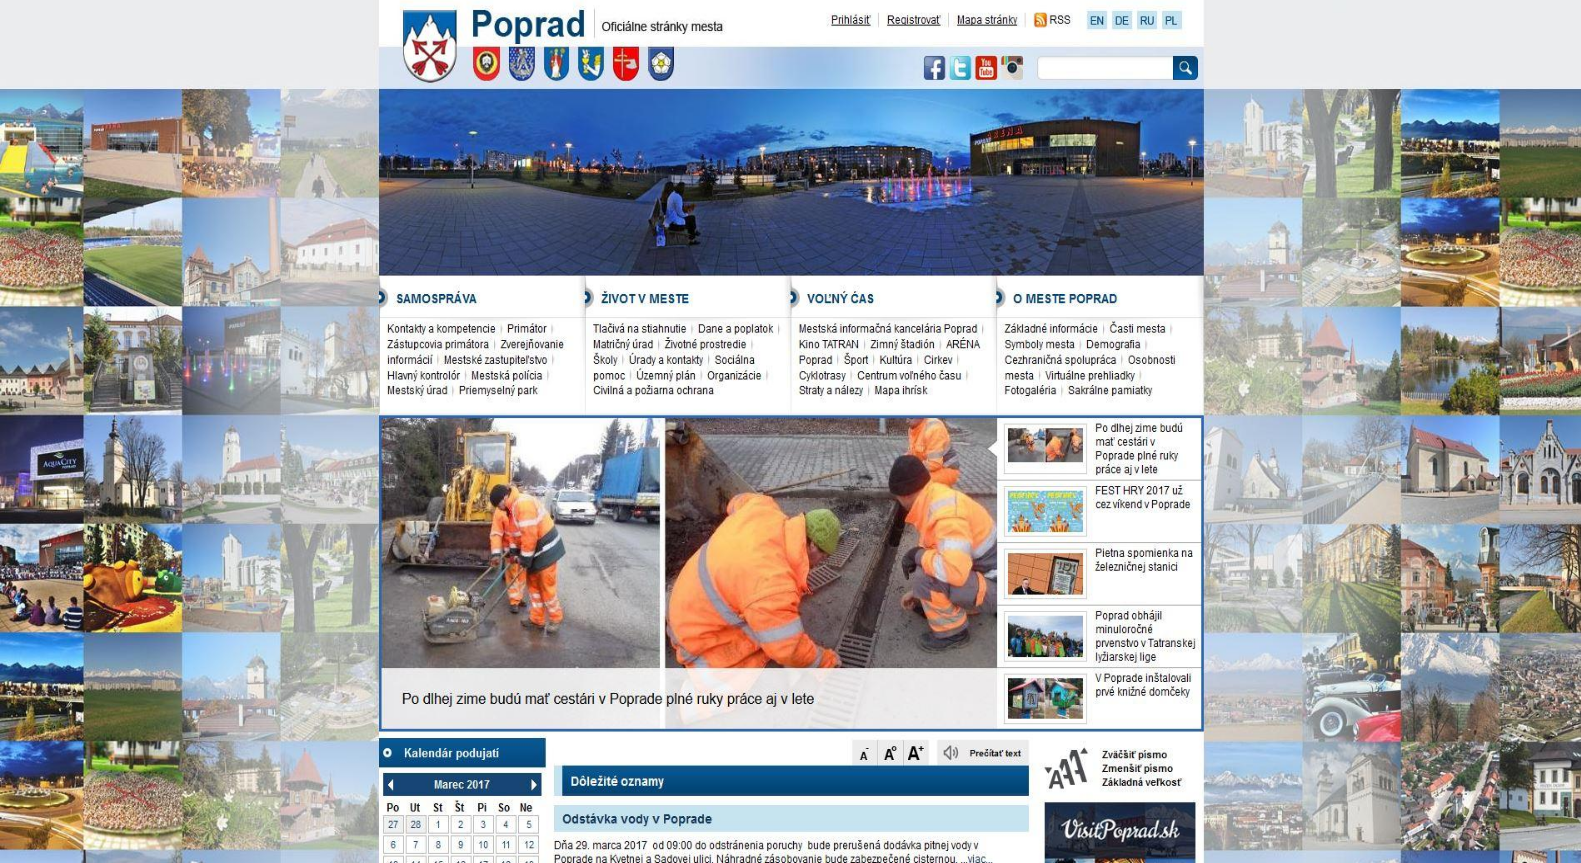 Poprad
Oficiálne stránky mesta
Prihlásiť
Registrovať
Mapa stránky
RSS
EN DE RU PL
You Tube
ARENA
SAMOSPRÁVA
Kontakty a kompetencie | Primátor |
Zástupcovia primátora | Zverejňovanie
informácií | Mestské zastupiteľstvo |
Hlavný kontrolór | Mestská polícia |
Mestský úrad | Priemyselný park
ŽIVOT V MESTE
Tlačivá na stiahnutie | Dane a poplatok |
Matričný úrad | Životné prostredie |
Školy | Úrady a kontakty | Sociálna
pomoc | Územný plán | Organizácie |
Civilná a požiarna ochrana
VOĽNÝ ČAS
Mestská informačná kancelária Poprad |
Kino TATRAN | Zimný štadión | ARÉNA
Poprad | Šport | Kultúra | Cirkev |
Cyklotrasy | Centrum voľného času |
Straty a nálezy | Mapa ihrísk
O MESTE POPRAD
Základné informácie | Časti mesta |
Symboly mesta | Demografia |
Cezhraničná spolupráca | Osobnosti
mesta | Virtuálne prehliadky |
Fotogaléria | Sakrálne pamiatky
AQUACITY
Po dlhej zime budú mať cestári v Poprade plné ruky práce aj v lete
Po dlhej zime budú
mať cestári v
Poprade plné ruky
práce aj v lete
FEST HRY 2017 už
cez víkend v Poprade
Pietna spomienka na
železničnej stanici
Poprad obhájil
minuloročné
prvenstvo v Tatranskej
lyžiarskej lige
V Poprade inštalovali
prvé knižné domčeky
Kalendár podujatí
Marec 2017
Po Ut St Št Pi So Ne
27 28 1 2 3 4 5
6 7 8 9 10 11 12
A- A0 A+
Prečítať text
Dôležité oznamy
Odstávka vody v Poprade
Dňa 29. marca 2017 od 09:00 do odstránenia poruchy bude prerušená dodávka pitnej vody v
Poprade na Kvetnej a Sadovej ulici. Náhradné zásobovanie bude zabezpečené cisternou. ...viac...
AAA
Zväčšiť písmo
Zmenšiť písmo
Základná veľkosť
VisitPoprad.sk